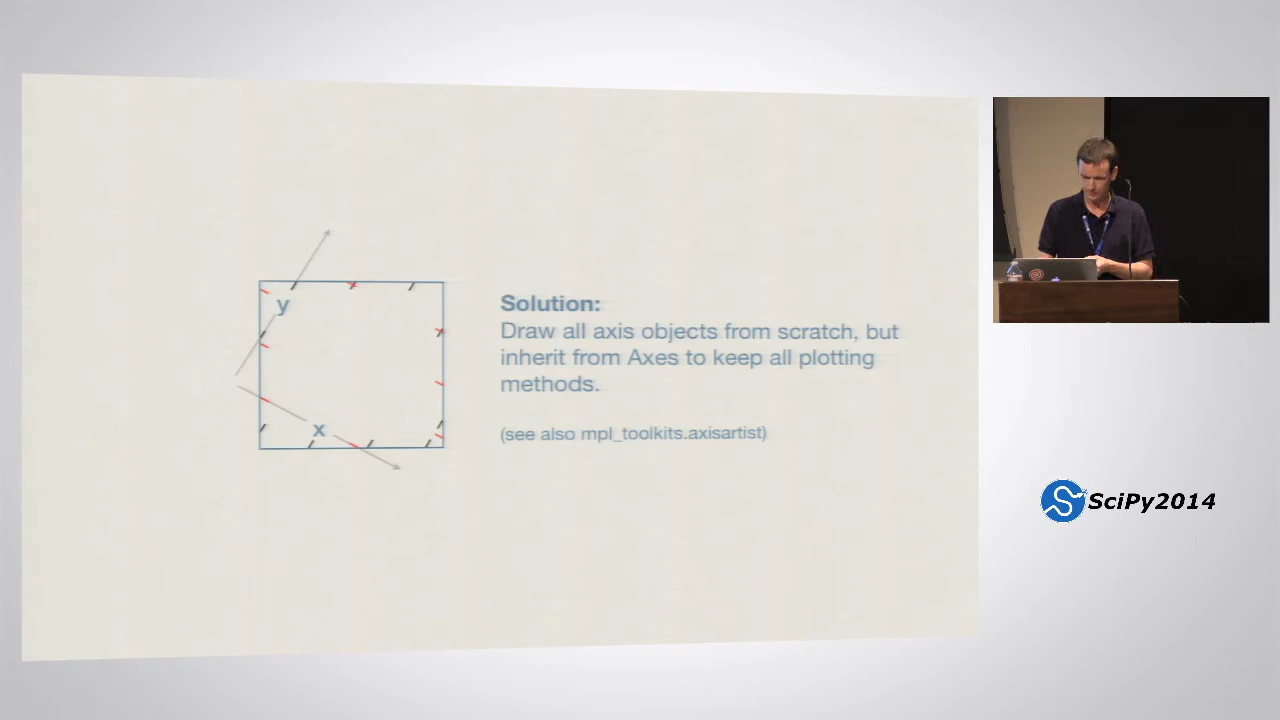 y
x
Solution:
Draw all axis objects from scratch, but
inherit from Axes to keep all plotting
methods.
(see also mpl_toolkits.axisartist)
SciPy2014